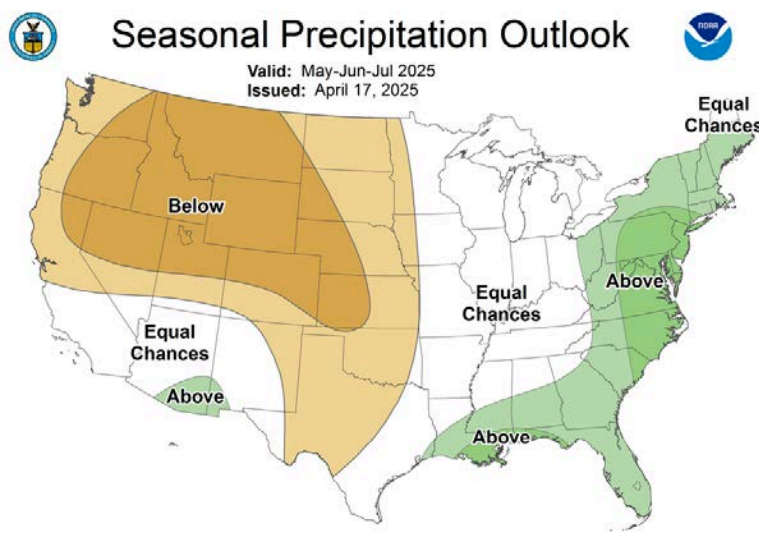 Seasonal Precipitation Outlook
NOAA
Valid: May-Jun-Jul 2025
Issued: April 17, 2025
Equal
Chances
Below
Above
Equal
Chances
Equal
Chances
Above
Above